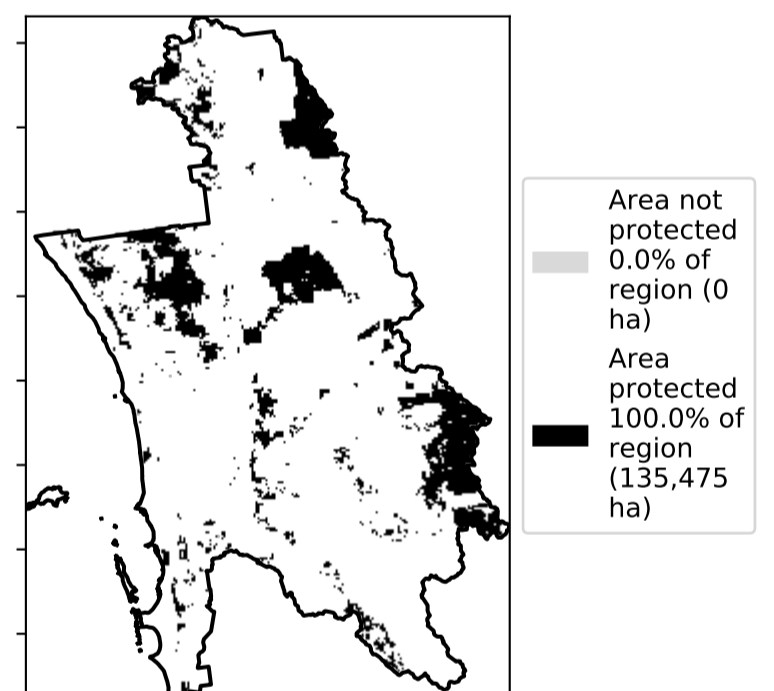 Area not
protected
0.0% of
region (0
ha)
Area
protected
100.0% of
region
(135,475
ha)